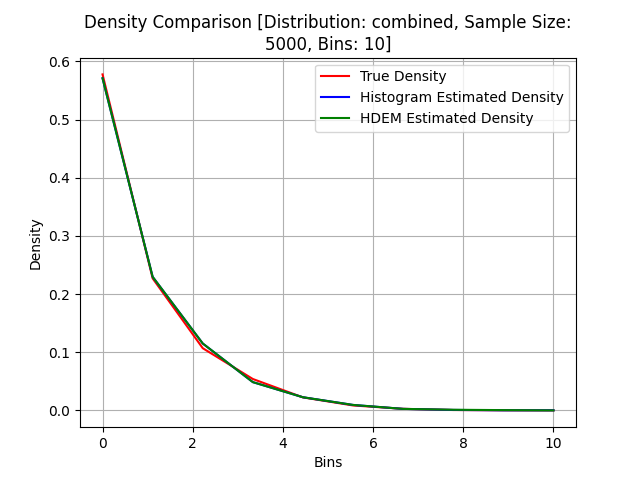 Density Comparison [Distribution: combined, Sample Size:
5000, Bins: 10]
True Density
Histogram Estimated Density
HDEM Estimated Density
Density
0.6
0.5
0.4
0.3
0.2
0.1
0.0
0 2 4 6 8 10
Bins